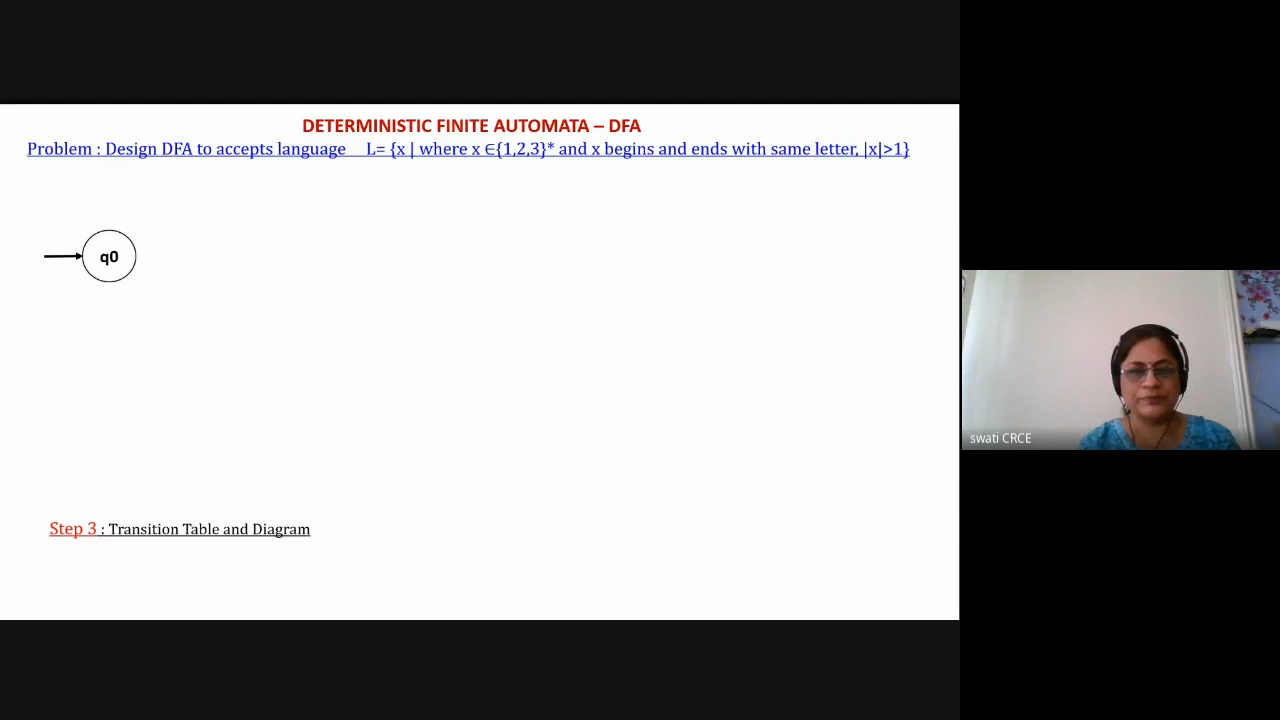 DETERMINISTIC FINITE AUTOMATA – DFA
Problem : Design DFA to accepts language L= {x | where x ∈{1,2,3}* and x begins and ends with same letter, |x|>1}
q0
swati CRCE
Step 3 : Transition Table and Diagram